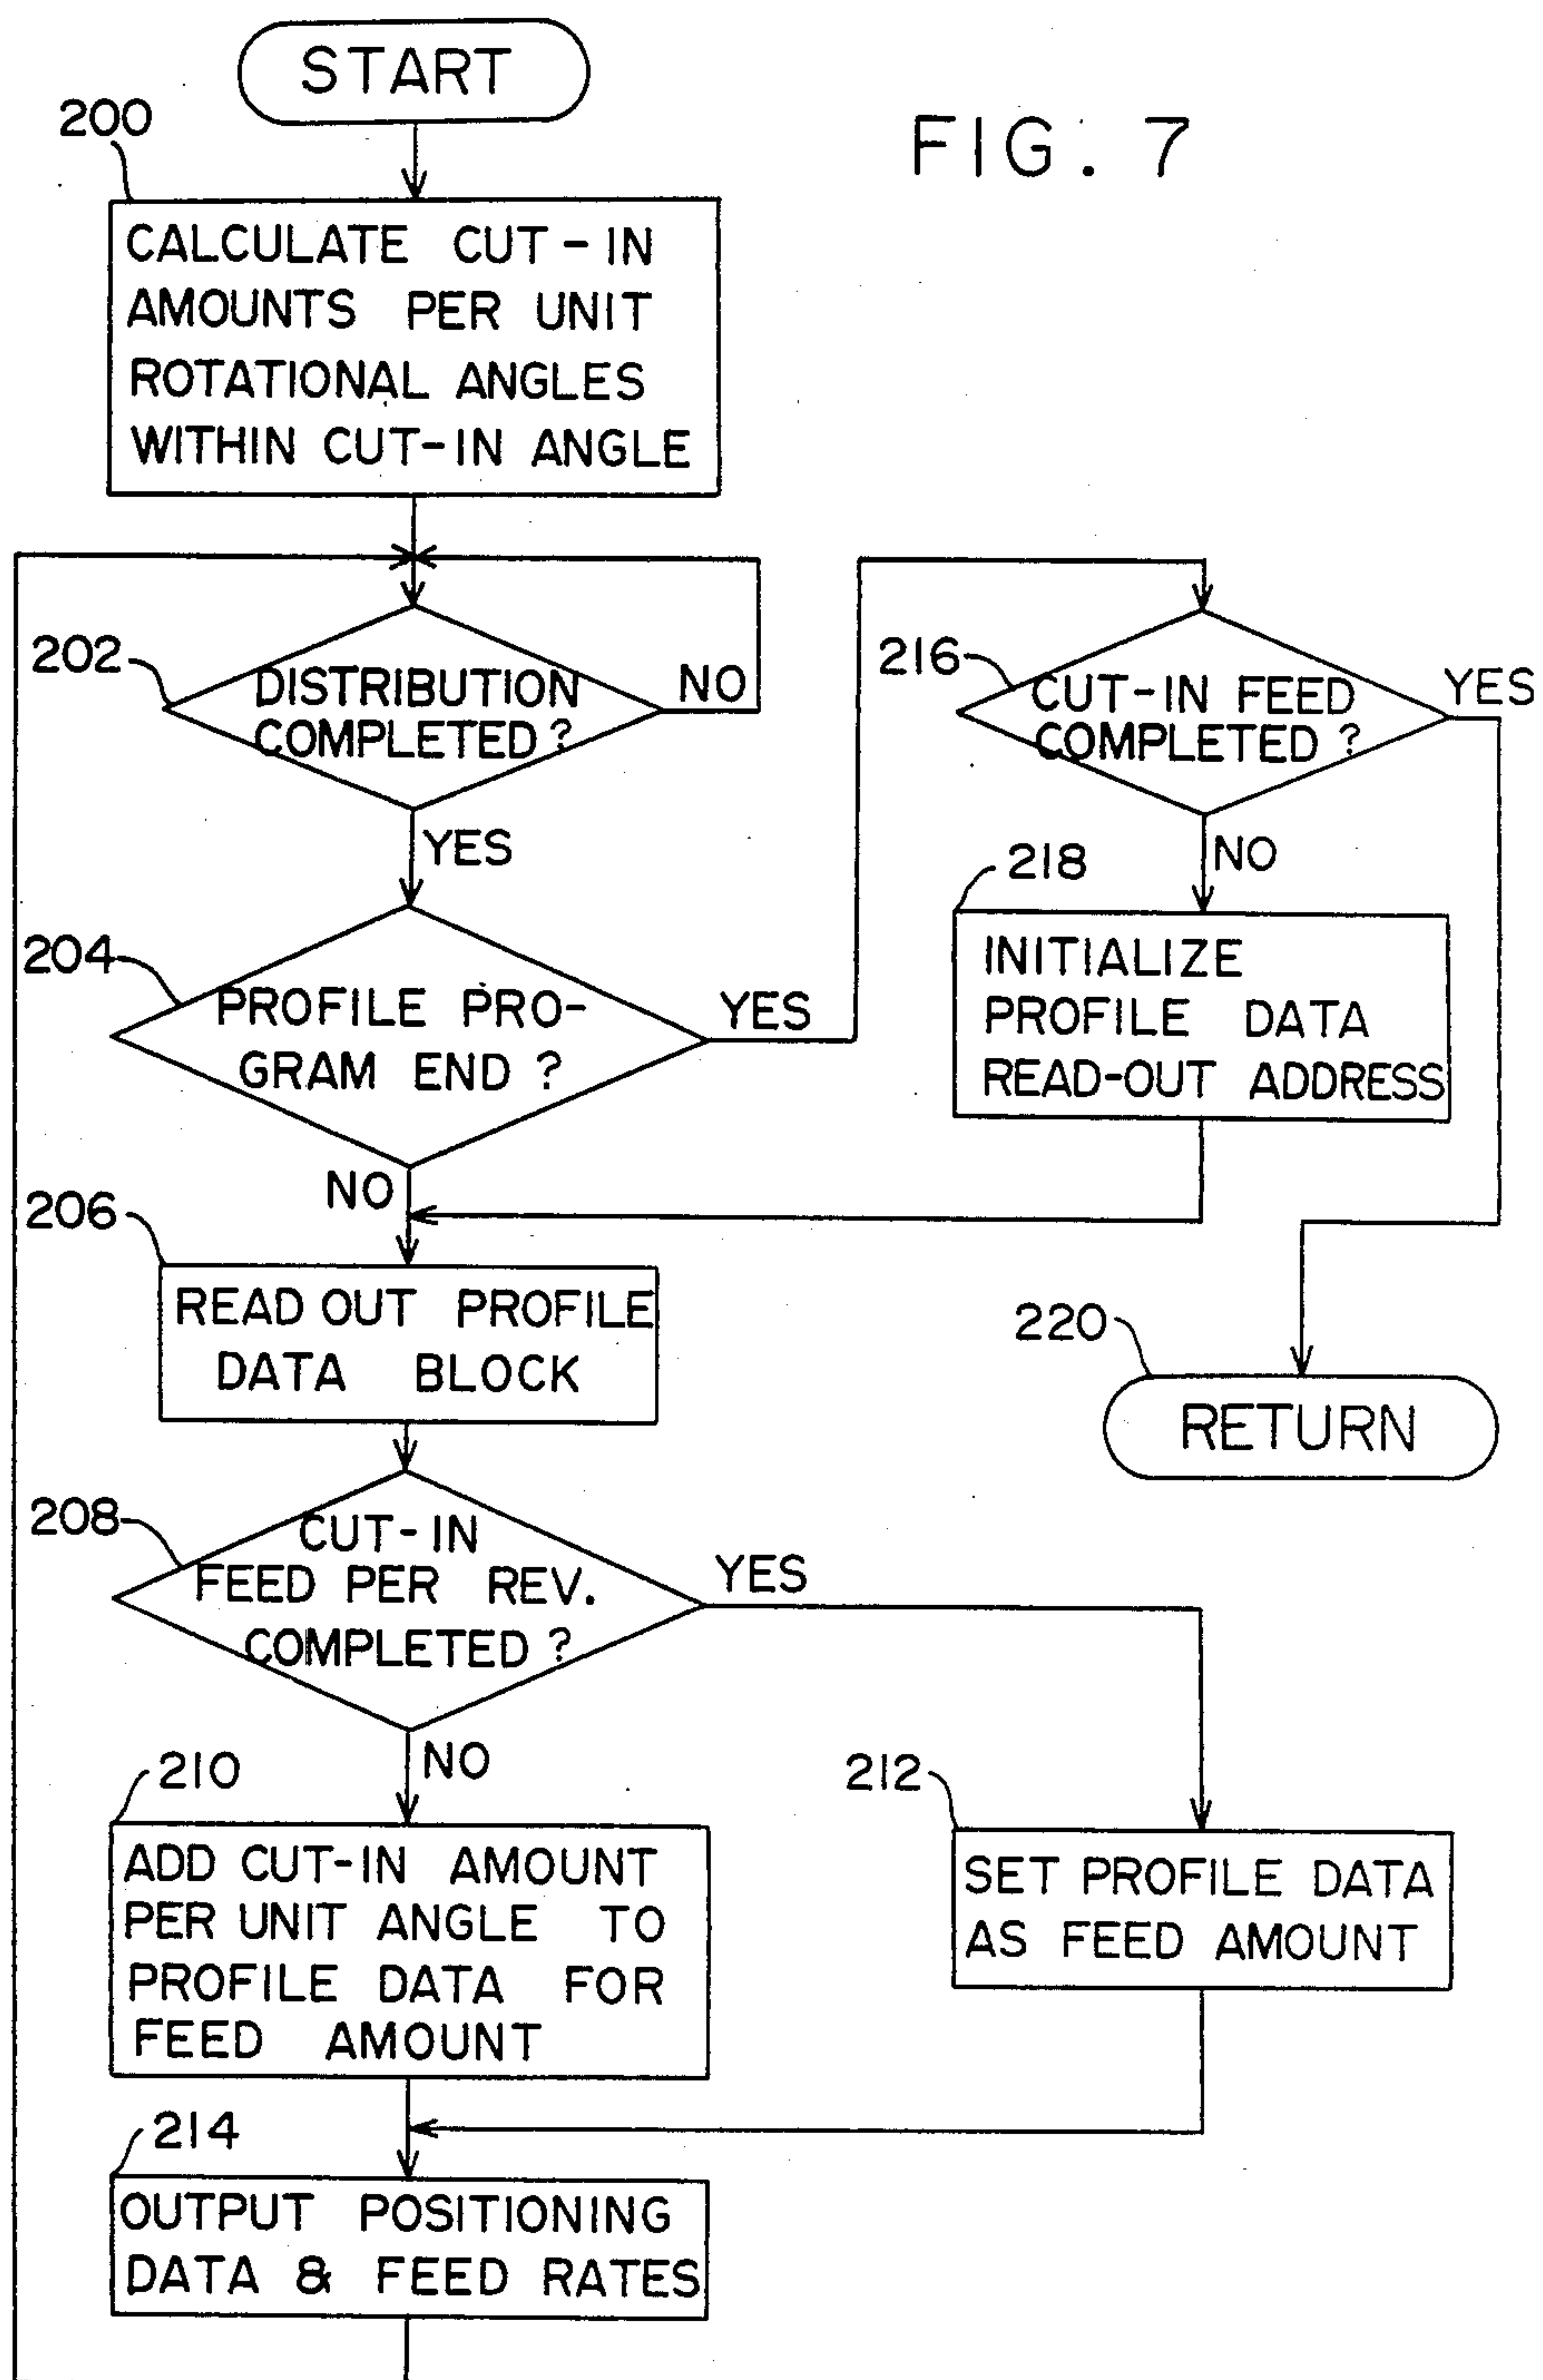 START
FIG. 7
200
CALCULATE CUT-IN
AMOUNTS PER UNIT
ROTATIONAL ANGLES
WITHIN CUT-IN ANGLE
202
DISTRIBUTION
COMPLETED?
NO
YES
216
CUT-IN FEED
COMPLETED?
YES
NO
204
PROFILE PRO-
GRAM END?
YES
NO
218
INITIALIZE
PROFILE DATA
READ-OUT ADDRESS
206
READ OUT PROFILE
DATA BLOCK
220
RETURN
208
CUT-IN
FEED PER REV.
COMPLETED?
YES
NO
210
ADD CUT-IN AMOUNT
PER UNIT ANGLE TO
PROFILE DATA FOR
FEED AMOUNT
212
SET PROFILE DATA
AS FEED AMOUNT
214
OUTPUT POSITIONING
DATA & FEED RATES